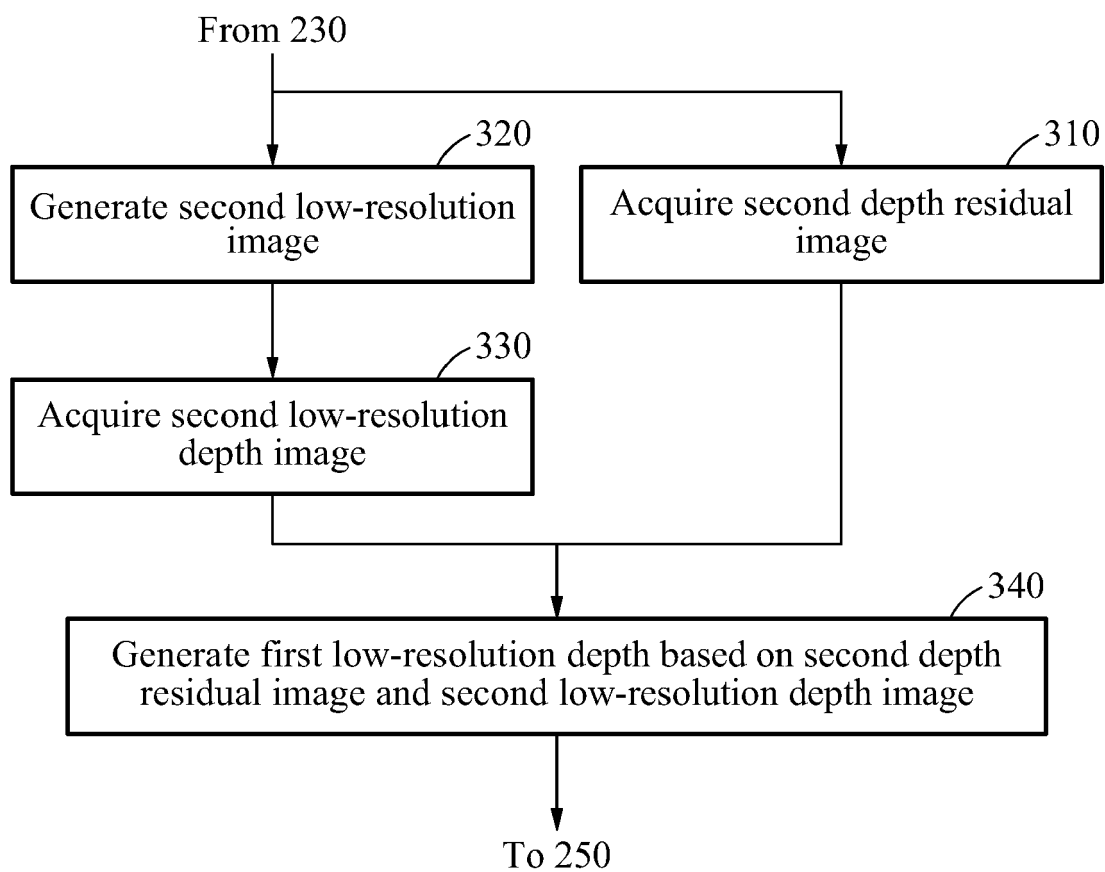 From 230
320
310
Generate second low-resolution
image
Acquire second depth residual
image
330
Acquire second low-resolution
depth image
340
Generate first low-resolution depth based on second depth
residual image and second low-resolution depth image
To 250